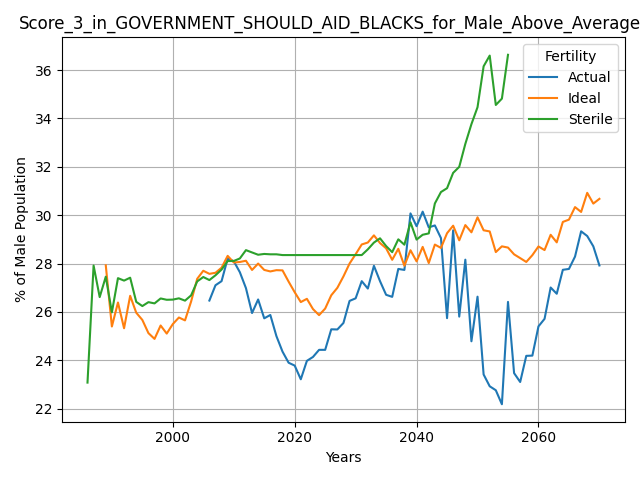 Score_3_in_GOVERNMENT_SHOULD_AID_BLACKS_for_Male_Above_Average
% of Male Population
36
34
32
30
28
26
24
22
Fertility
Actual
Ideal
Sterile
2000
2020
2040
2060
Years